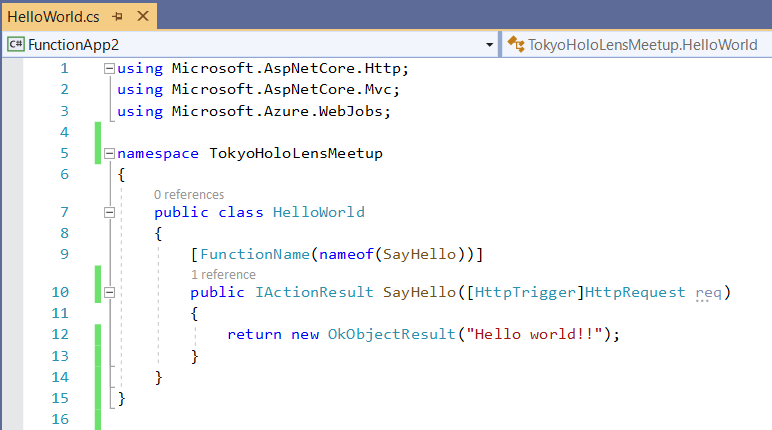 HelloWorld.cs
C# FunctionApp2 TokyoHoloLensMeetup.HelloWorld
1 using Microsoft.AspNetCore.Http;
2 using Microsoft.AspNetCore.Mvc;
3 using Microsoft.Azure.WebJobs;
4
5 namespace TokyoHoloLensMeetup
6 {
0 references
7 public class HelloWorld
8 {
9 [FunctionName(nameof(SayHello))]
1 reference
10 public IActionResult SayHello([HttpTrigger]HttpRequest req)
11 {
12 return new OkObjectResult("Hello world!!");
13 }
14 }
15 }
16